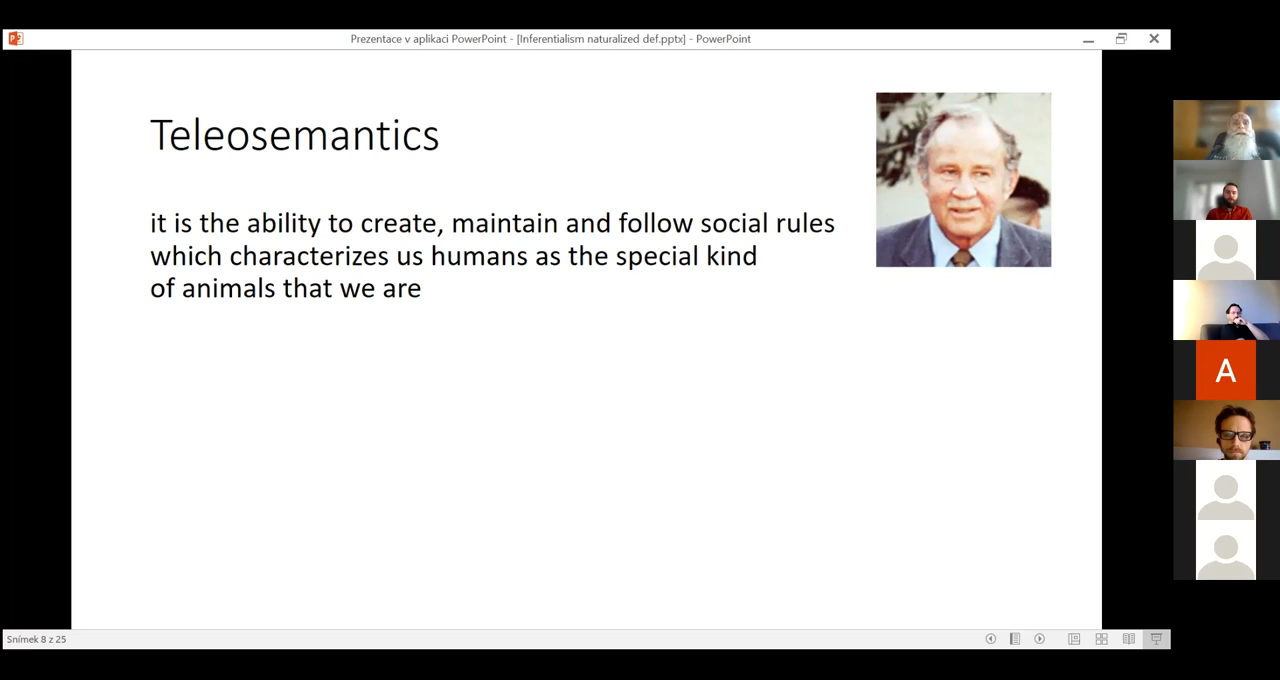 Prezentace v aplikaci PowerPoint - [Inferentialism naturalized def.pptx] - PowerPoint
Teleosemantics
it is the ability to create, maintain and follow social rules
which characterizes us humans as the special kind
of animals that we are
A
Snímek 8 z 25